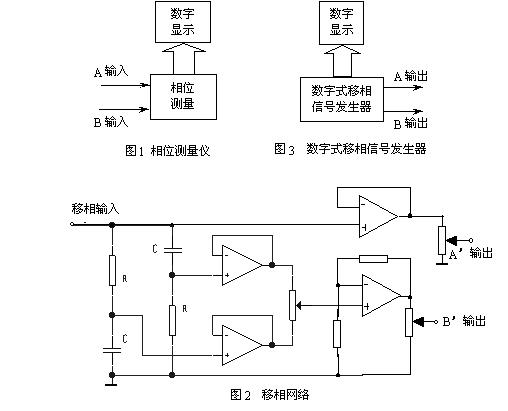 数字
显示
A 输入
B 输入
相位
测量
图1 相位测量仪
数字
显示
数字式移相
信号发生器
A 输出
B 输出
图3 数字式移相信号发生器
移相输入
R
C
C
R
-
+
-
+
-
+
-
+
A' 输出
B' 输出
图2 移相网络